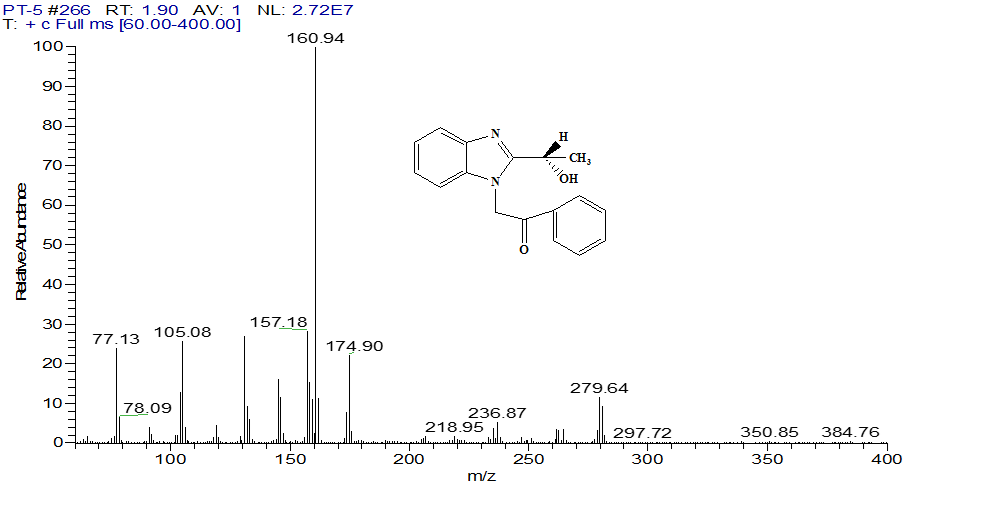 PT-5 #266 RT: 1.90 AV: 1 NL: 2.72E7
T: + c Full ms [60.00-400.00]
160.94
100
90
80
70
60
50
40
30
20
10
0
Relative Abundance
H
N
CH3
OH
N
O
157.18
105.08
77.13
174.90
279.64
78.09
236.87
218.95
297.72
350.85
384.76
100 150 200 250 300 350 400
m/z